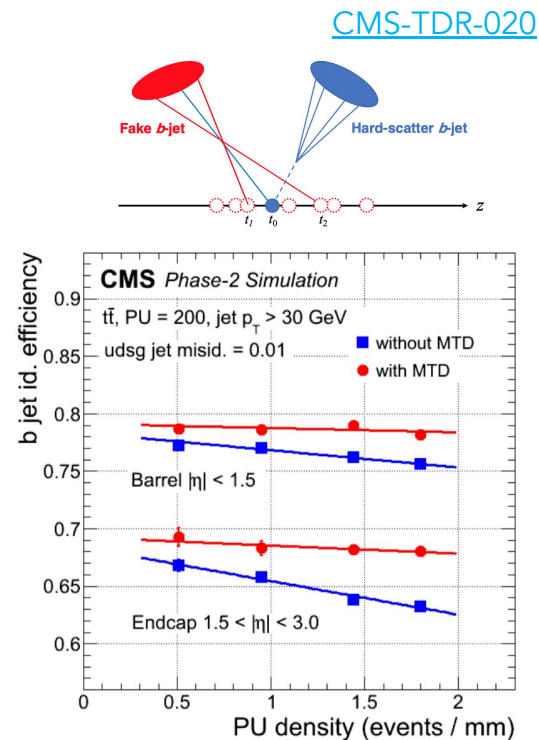 CMS-TDR-020
Fake b-jet
Hard-scatter b-jet
z
t1 t0 t2
CMS Phase-2 Simulation
tt̄, PU = 200, jet pT > 30 GeV
udsg jet misid. = 0.01
without MTD
with MTD
Barrel |η| < 1.5
Endcap 1.5 < |η| < 3.0
b jet id. efficiency
0.9
0.85
0.8
0.75
0.7
0.65
0.6
0 0.5 1 1.5 2
PU density (events / mm)